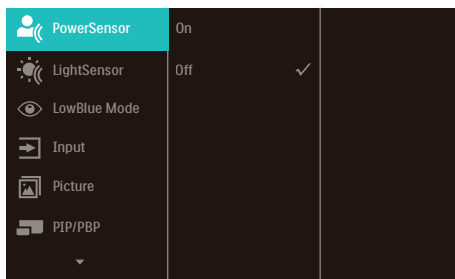 PowerSensor
On
LightSensor
Off
LowBlue Mode
Input
Picture
PIP/PBP